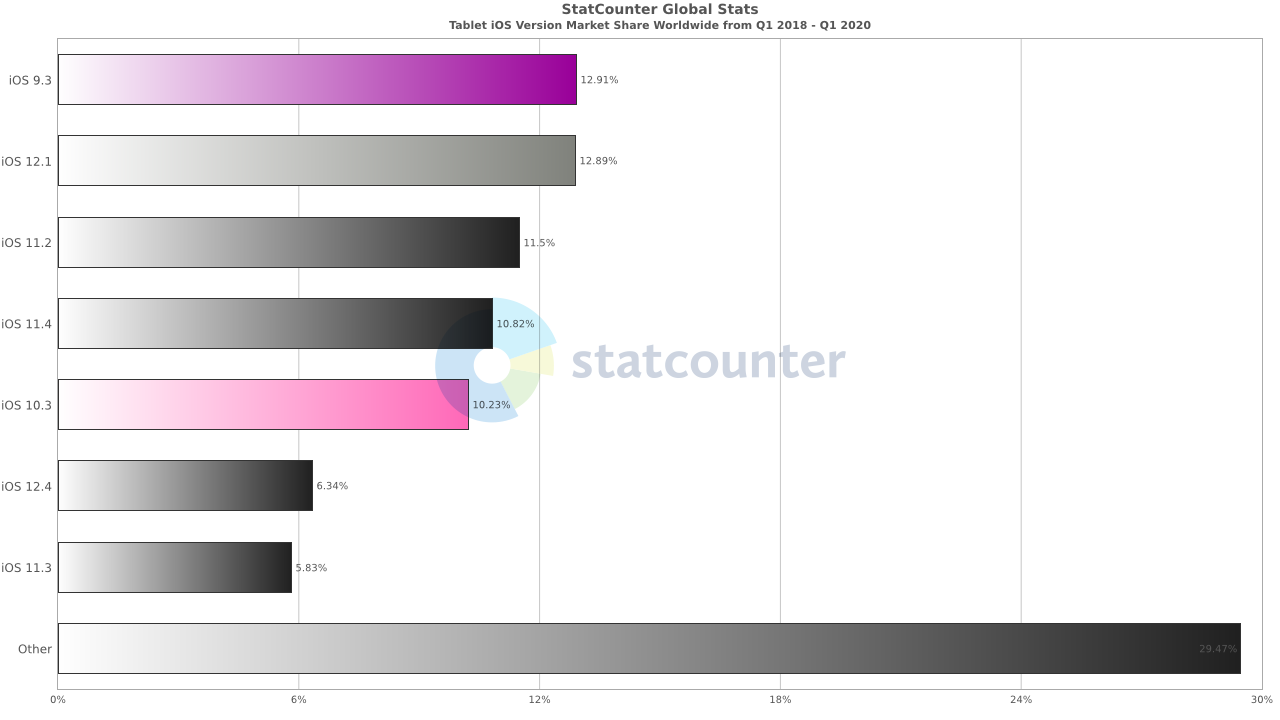 StatCounter Global Stats
Tablet iOS Version Market Share Worldwide from Q1 2018 - Q1 2020
iOS 9.3 12.91%
iOS 12.1 12.89%
iOS 11.2 11.5%
iOS 11.4 10.82%
statcounter
iOS 10.3 10.23%
iOS 12.4 6.34%
iOS 11.3 5.83%
Other 29.47%
0% 6% 12% 18% 24% 30%